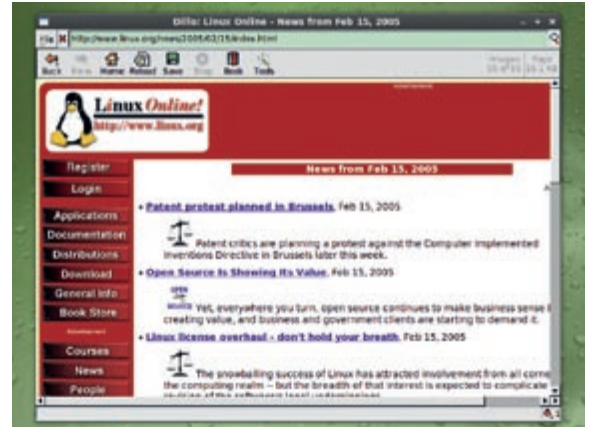 Dillo: Linux Online - News from Feb 15, 2005
File http://www.linux.org/news/2005/02/15/index.html
Back Home Reload Save Stop Book Tools
Images Page
Linux Online!
http://www.linux.org
Register
News from Feb 15, 2005
Login
Patent protest planned in Brussels, Feb 15, 2005
Applications
Documentation
Patent critics are planning a protest against the Computer Implemented
Distributions
Inventions Directive in Brussels later this week.
Download
Open Source Is Showing Its Value, Feb 15, 2005
General Info
OPEN
SOURCE Yet, everywhere you turn, open source continues to make business sense
Book Store
creating value, and business and government clients are starting to demand it.
Advertisement
Linux license overhaul - don't hold your breath, Feb 15, 2005
Courses
News
The snowballing success of Linux has attracted involvement from all corne
People
the computing realm -- but the breadth of that interest is expected to complicate